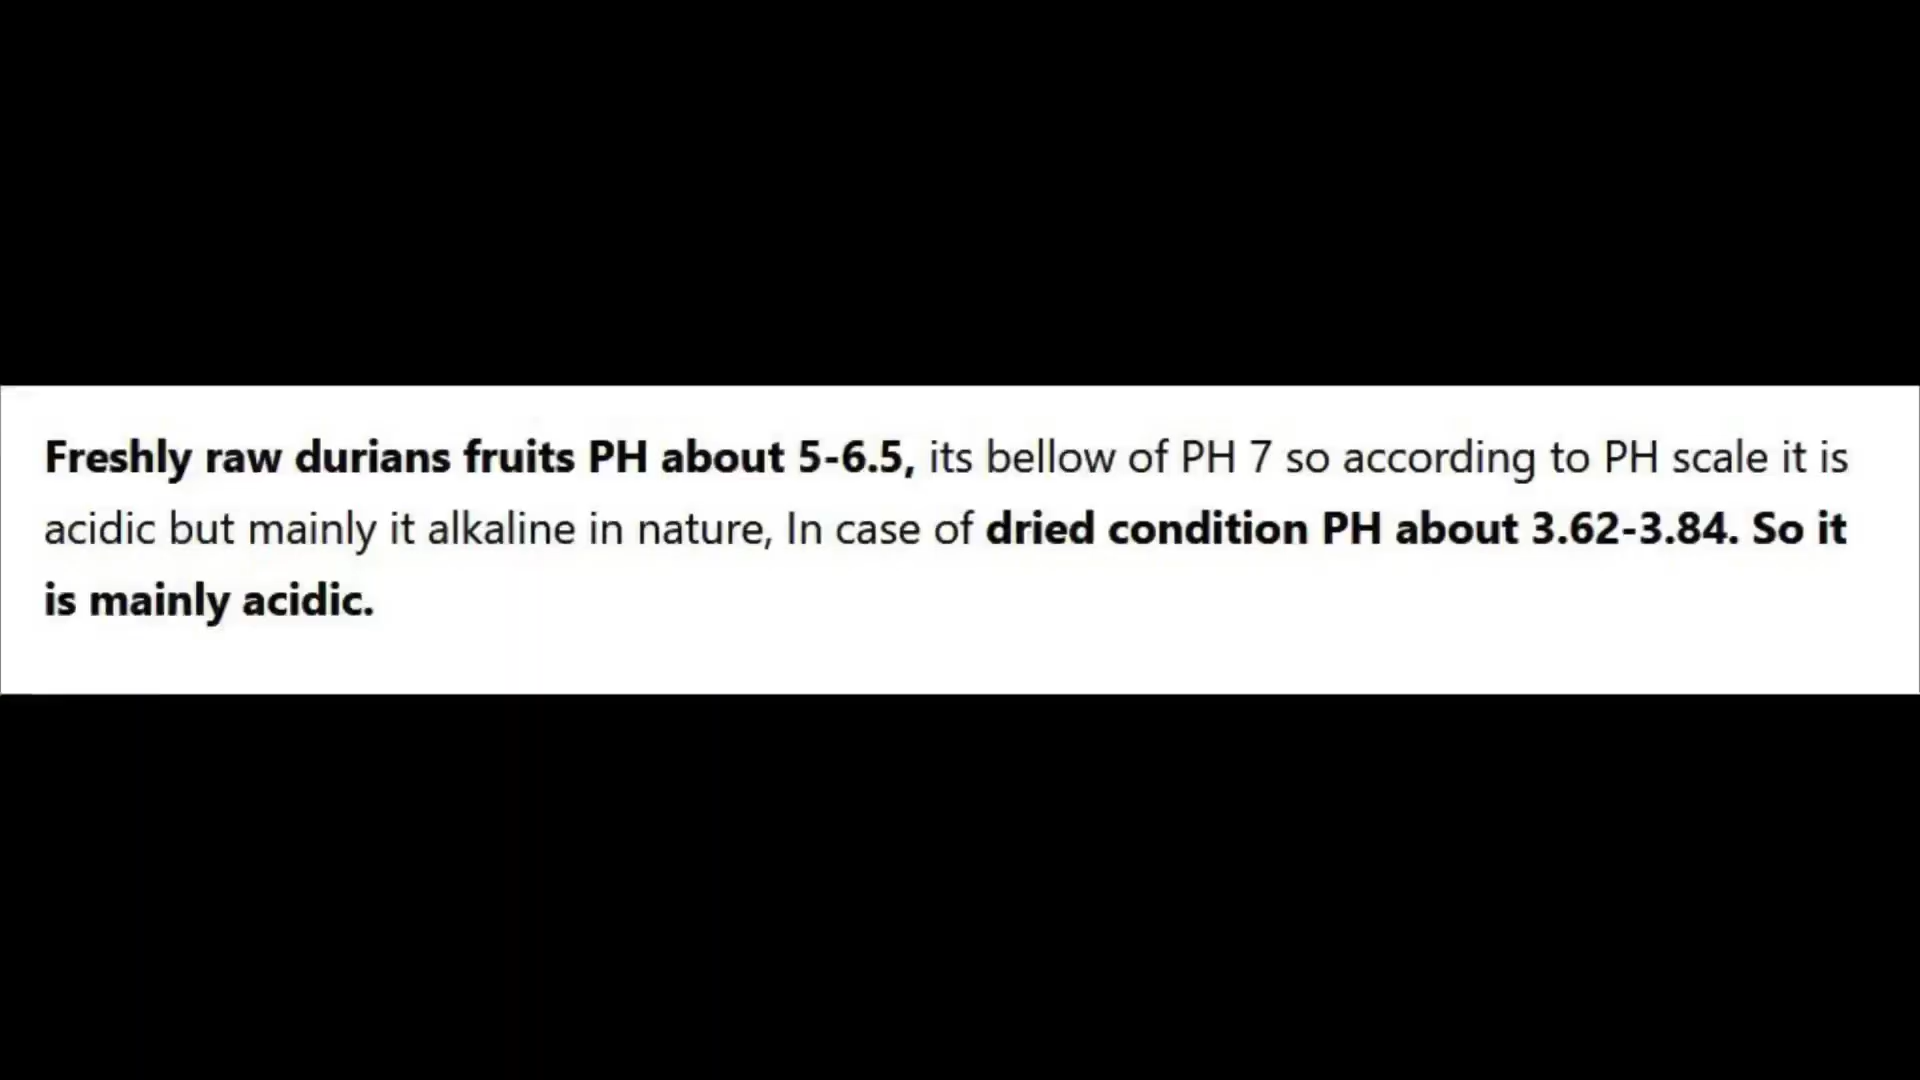 Freshly raw durians fruits PH about 5-6.5, its bellow of PH 7 so according to PH scale it is
acidic but mainly it alkaline in nature, In case of dried condition PH about 3.62-3.84. So it
is mainly acidic.